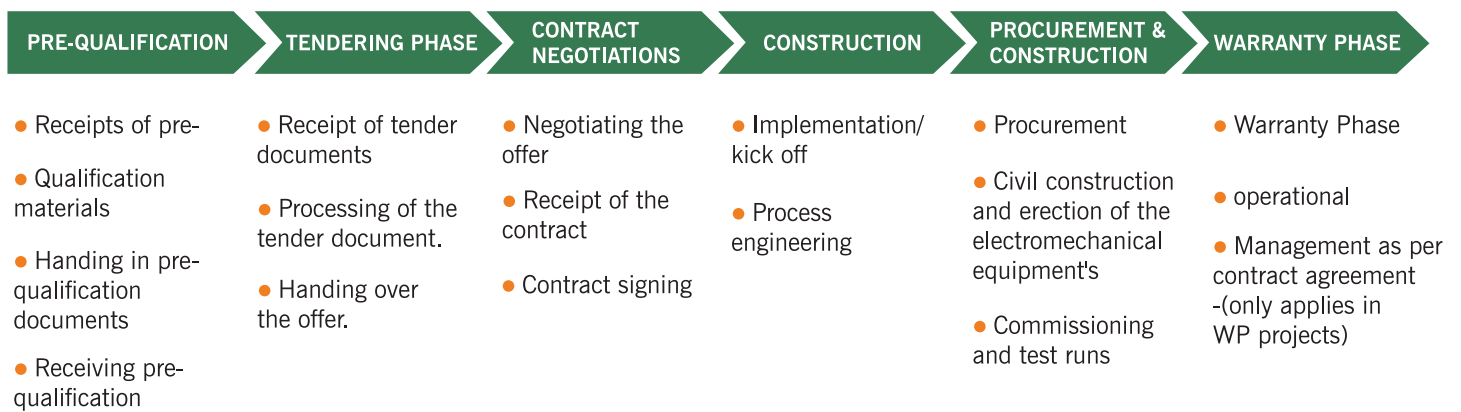 PRE-QUALIFICATION
TENDERING PHASE
CONTRACT
NEGOTIATIONS
CONSTRUCTION
PROCUREMENT &
CONSTRUCTION
WARRANTY PHASE
● Receipts of pre-
● Qualification
materials
● Handing in pre-
qualification
documents
● Receiving pre-
qualification
● Receipt of tender
documents
● Processing of the
tender document.
● Handing over
the offer.
● Negotiating the
offer
● Receipt of the
contract
● Contract signing
● Implementation/
kick off
● Process
engineering
● Procurement
● Civil construction
and erection of the
electromechanical
equipment's
● Commissioning
and test runs
● Warranty Phase
● operational
● Management as per
contract agreement
-(only applies in
WP projects)